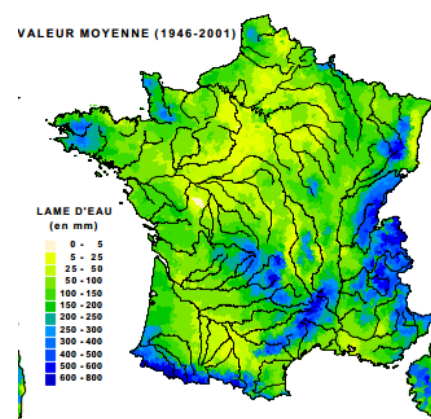 VALEUR MOYENNE (1946-2001)
LAME D'EAU
(en mm)
0 - 5
5 - 25
25 - 50
50 - 100
100 - 150
150 - 200
200 - 250
250 - 300
300 - 400
400 - 500
500 - 600
600 - 800